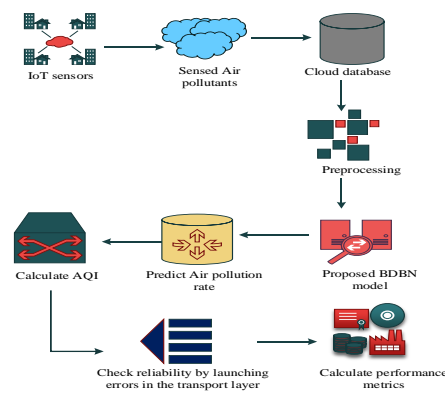 IoT sensors
Sensed Air
pollutants
Cloud database
Preprocessing
Proposed BDBN
model
Predict Air pollution
rate
Calculate AQI
Check reliability by launching
errors in the transport layer
Calculate performance
metrics